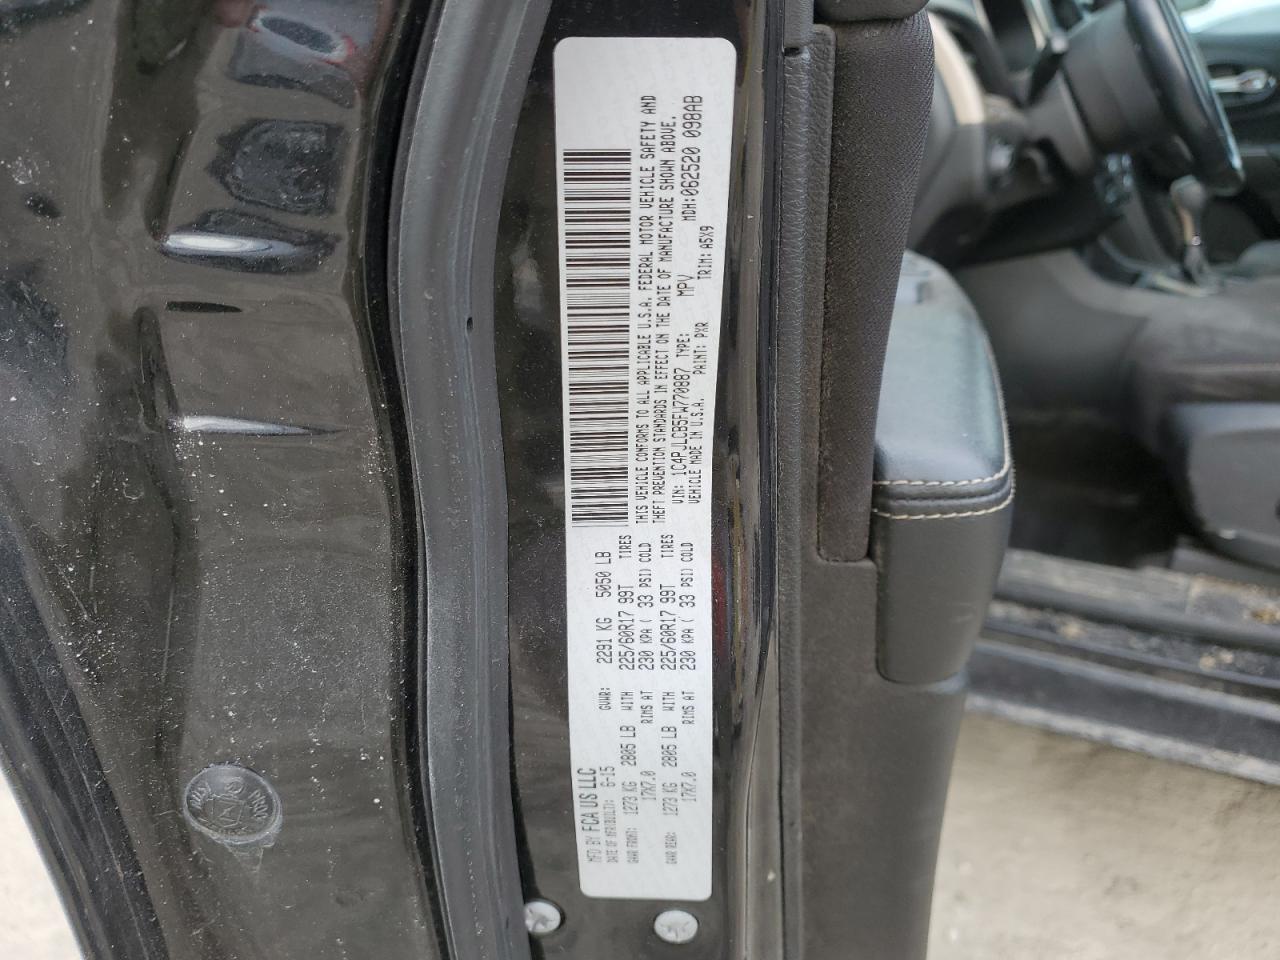 MFD BY FCA US LLC
DATE OF MFR(BUILT): 6-15 GVWR: 2291 KG 5050 LB
GAWR FRONT: 1273 KG 2805 LB WITH 225/60R17 99T TIRES
17X7.0 RIMS AT 230 KPA ( 33 PSI) COLD
GAWR REAR: 1273 KG 2805 LB WITH 225/60R17 99T TIRES
17X7.0 RIMS AT 230 KPA ( 33 PSI) COLD
THIS VEHICLE CONFORMS TO ALL APPLICABLE U.S.A. FEDERAL MOTOR VEHICLE SAFETY AND
THEFT PREVENTION STANDARDS IN EFFECT ON THE DATE OF MANUFACTURE SHOWN ABOVE.
VIN: 1C4PJLCB5FW770887 TYPE: MPV MDH:062520 098AB
VEHICLE MADE IN U.S.A. PAINT: PXR TRIM: A5X9